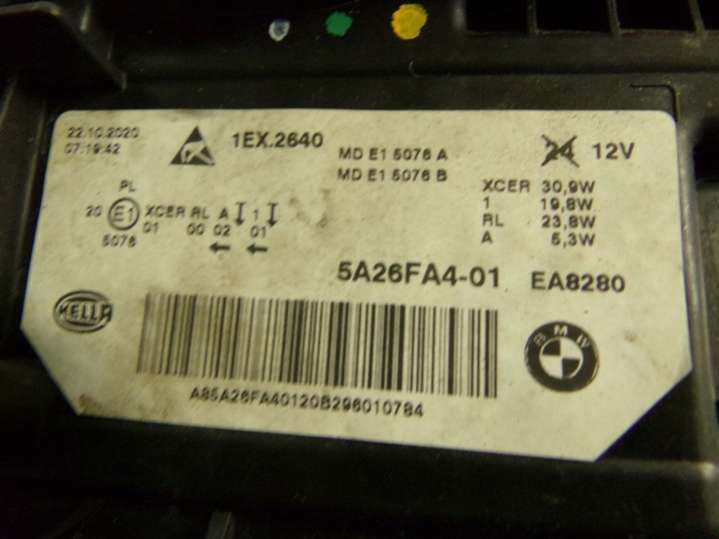 22.10.2020
07:19:42
1EX.2640
MD E1 5076 A
MD E1 5076 B
24 12V
XCER 30,9W
1 19,8W
RL 23,8W
A 5,3W
PL
20 E1 XCER RL A 1
01 00 02 01
5076
5A26FA4-01 EA8280
HELLA
BMW
A85A26FA40120B296010784